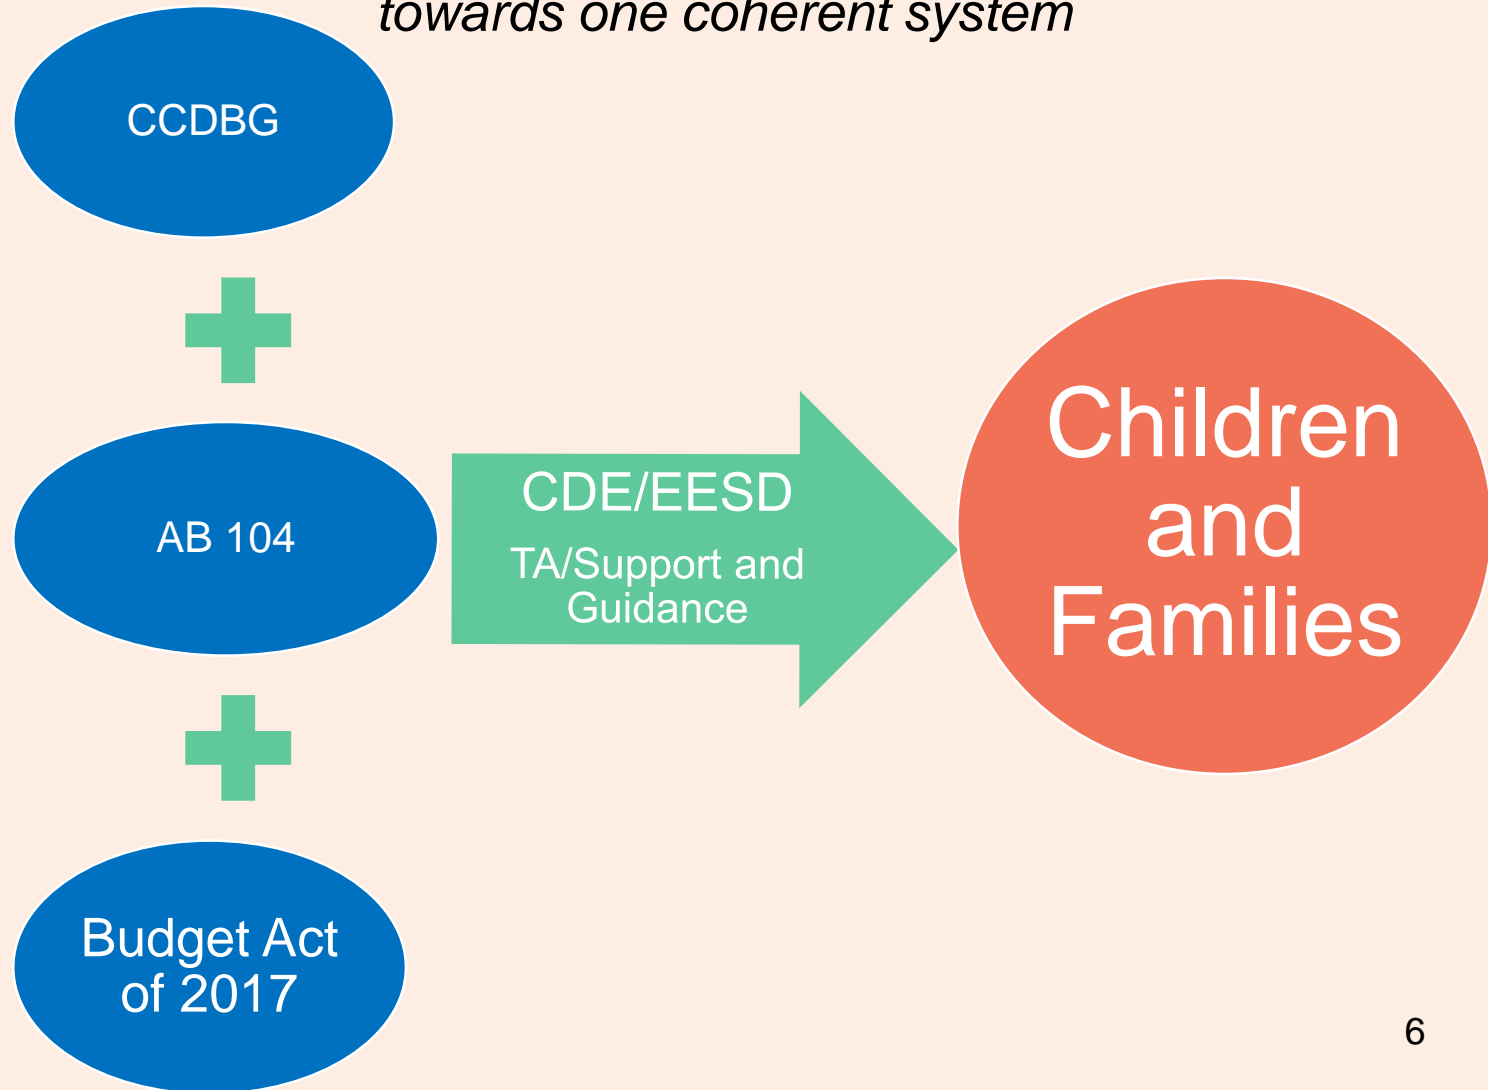 towards one coherent system
CCDBG
AB 104
Budget Act
of 2017
CDE/EESD
TA/Support and
Guidance
Children
and
Families
6